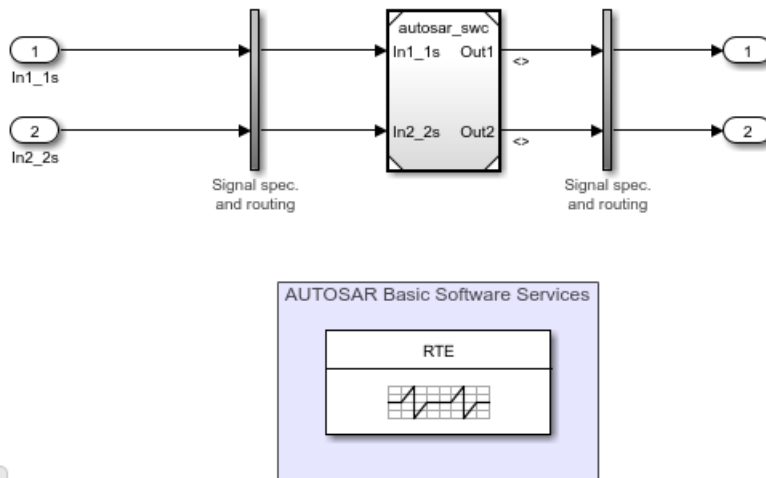 autosar_swc
1
In1_1s
In1_1s Out1
<>
1
2
In2_2s
In2_2s Out2
<>
2
Signal spec.
and routing
Signal spec.
and routing
AUTOSAR Basic Software Services
RTE